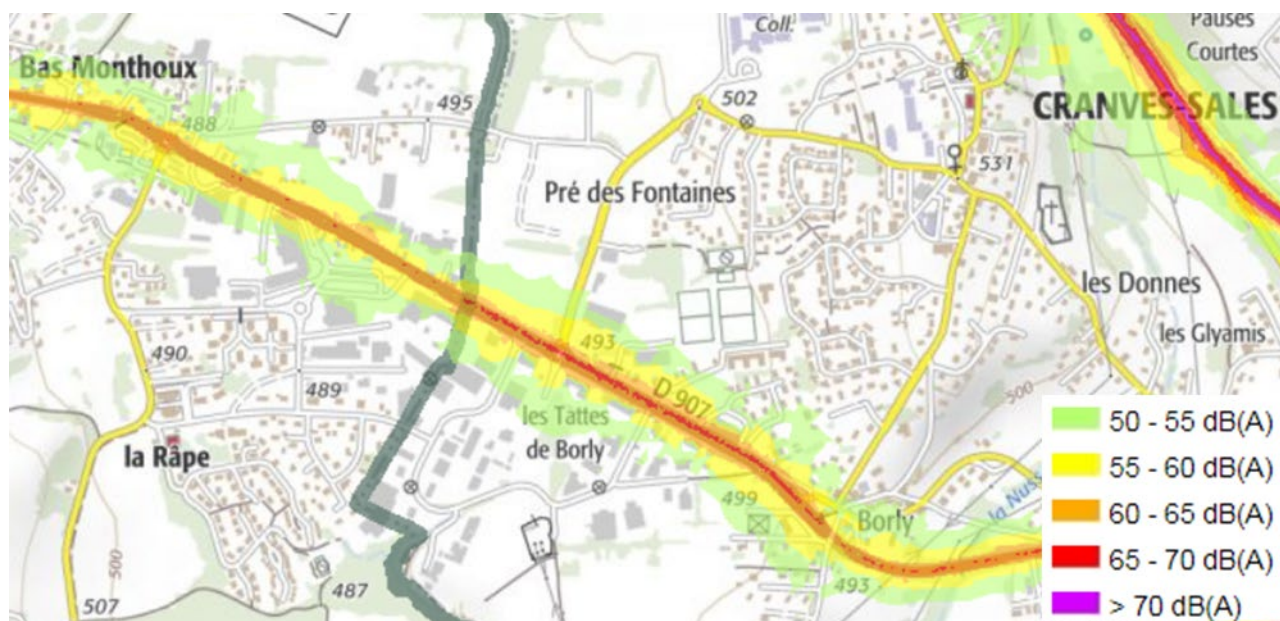 Pauses
Courtes
Coll.
Bas Monthoux
495
502
CRANVES-SALES
488
531
Pré des Fontaines
les Donnes
493
les Glyamis
490
489
D 907
500
les Tattes
de Borly
la Râpe
499
Borly
la Nuss
500
487
493
507
50 - 55 dB(A)
55 - 60 dB(A)
60 - 65 dB(A)
65 - 70 dB(A)
> 70 dB(A)